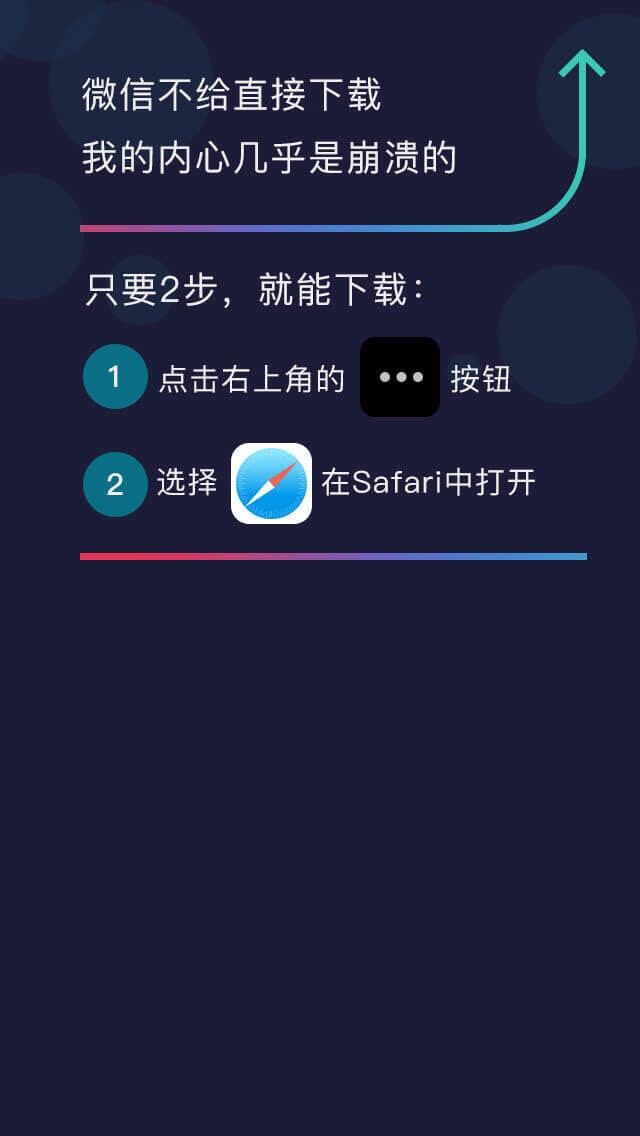 微信不给直接下载
我的内心几乎是崩溃的
只要2步，就能下载：
1 点击右上角的 ••• 按钮
2 选择 在Safari中打开